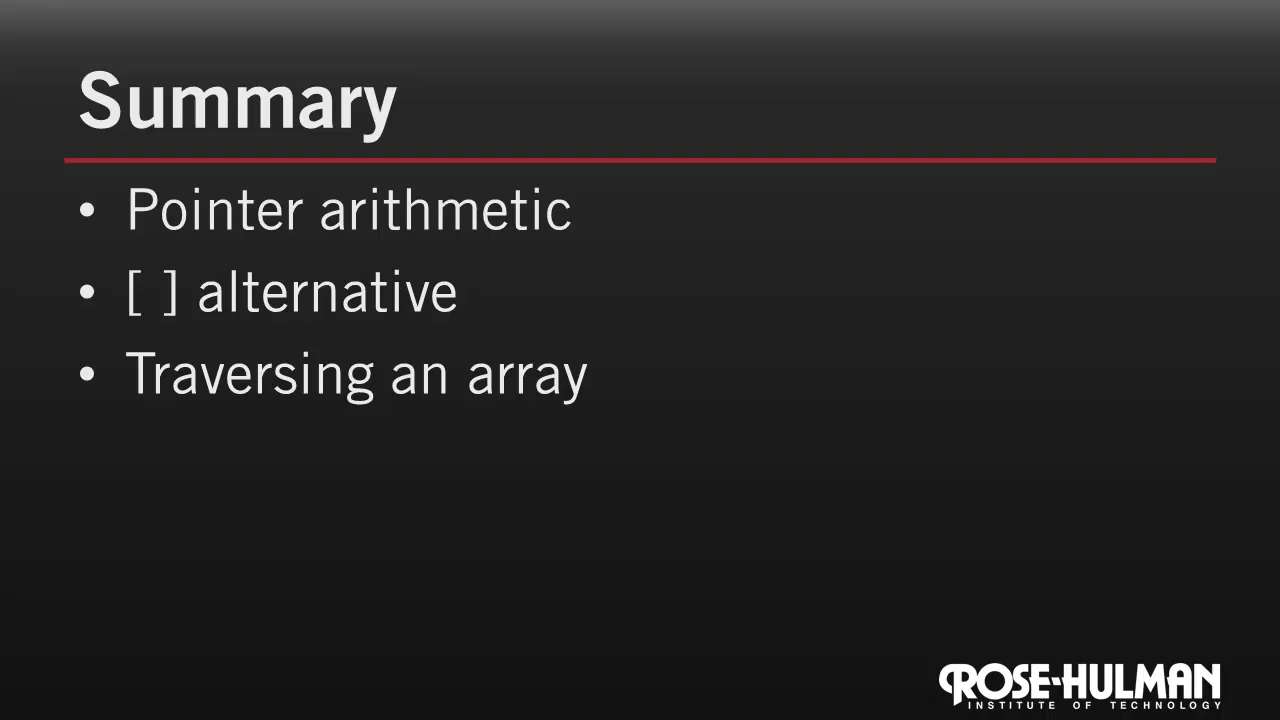 Summary
• Pointer arithmetic
• [ ] alternative
• Traversing an array
ROSE-HULMAN
INSTITUTE OF TECHNOLOGY